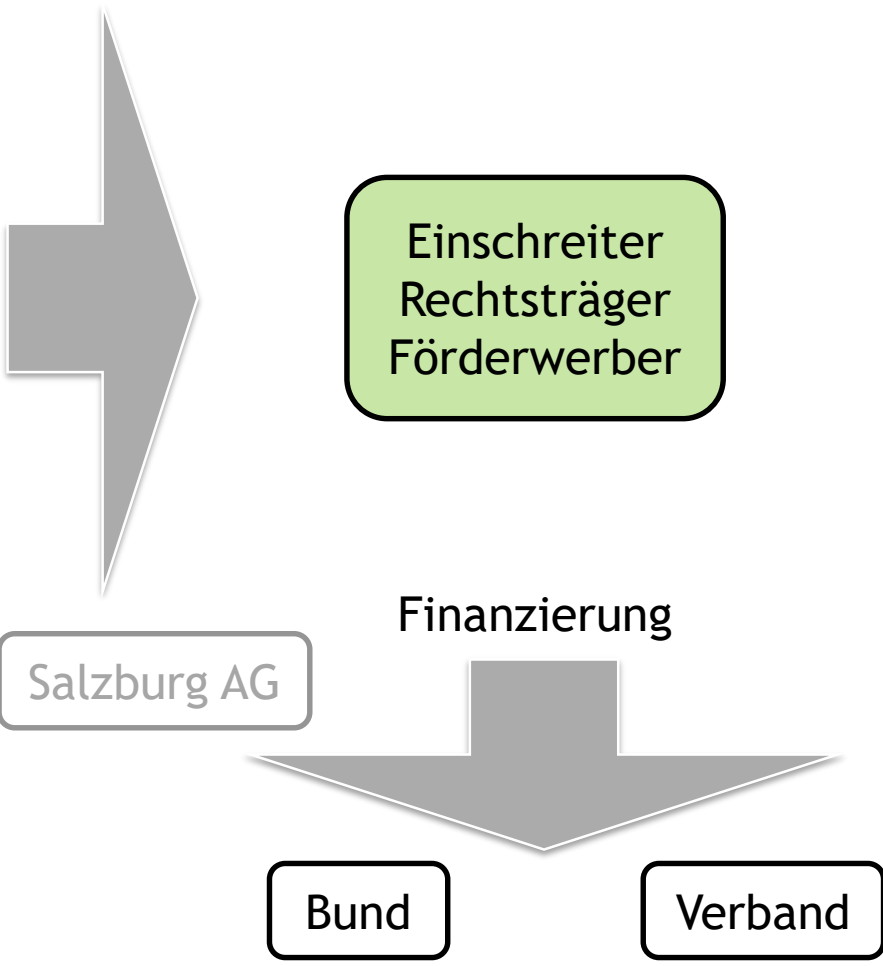 Einschreiter
Rechtsträger
Förderwerber
Finanzierung
Salzburg AG
Bund
Verband